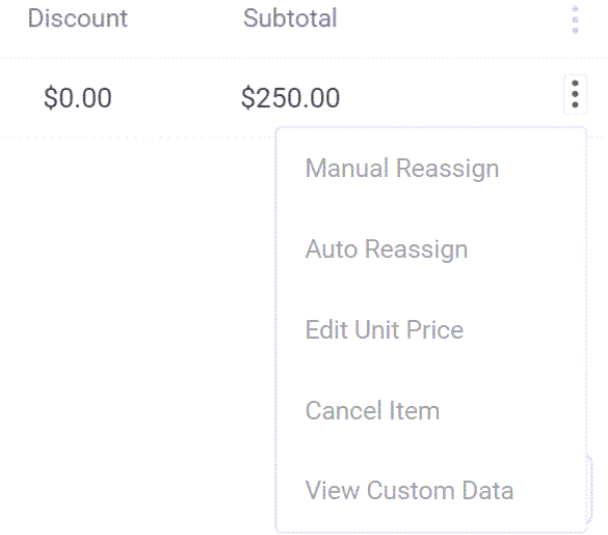 Discount Subtotal
$0.00 $250.00
Manual Reassign
Auto Reassign
Edit Unit Price
Cancel Item
View Custom Data